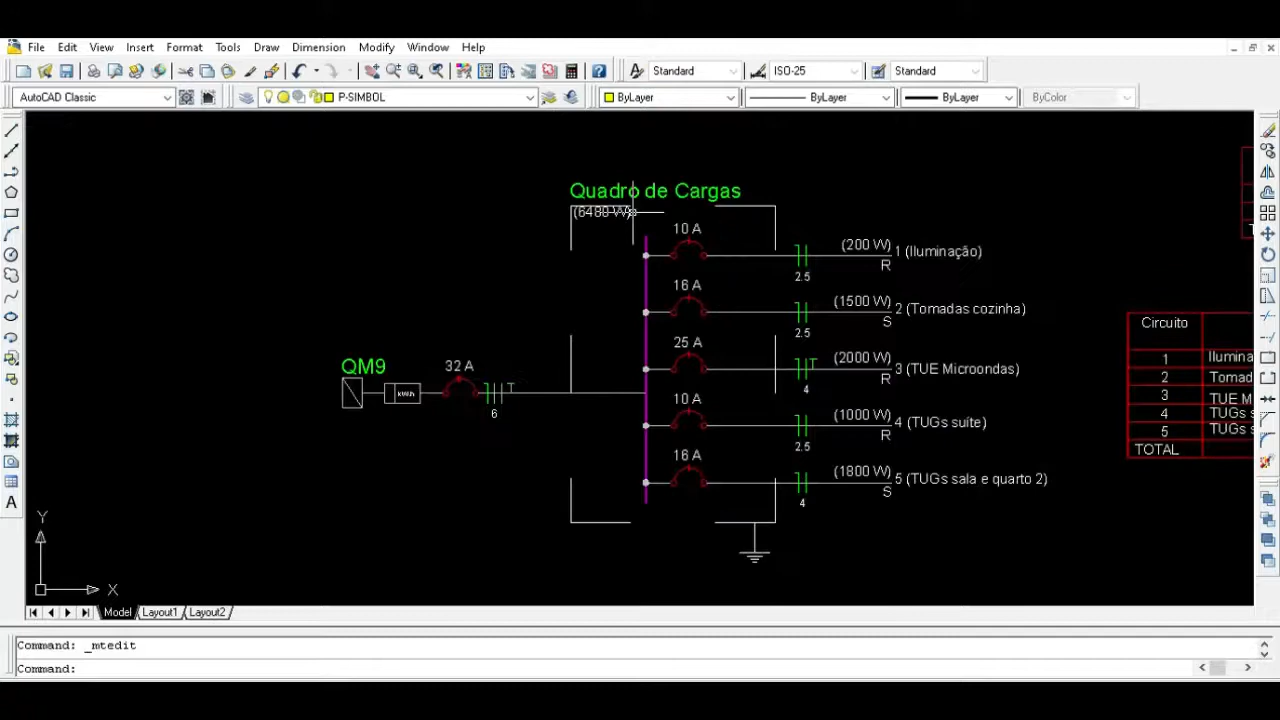 File Edit View Insert Format Tools Draw Dimension Modify Window Help
Standard ISO-25 Standard
AutoCAD Classic P-SIMBOL ByLayer ByLayer ByLayer ByColor
Quadro de Cargas
(6480 W)
10 A
(200 W) 1 (Iluminação)
R
2.5
16 A
(1500 W) 2 (Tomadas cozinha)
S
2.5
25 A
(2000 W) 3 (TUE Microondas)
T
R
4
10 A
(1000 W) 4 (TUGs suíte)
R
2.5
16 A
(1800 W) 5 (TUGs sala e quarto 2)
S
4
QM9
32 A
kWh
T
6
Circuito
1 Ilumina
2 Tomad
3 TUE M
4 TUGs s
5 TUGs s
TOTAL
Y
X
Model Layout1 Layout2
Command: _mtedit
Command: